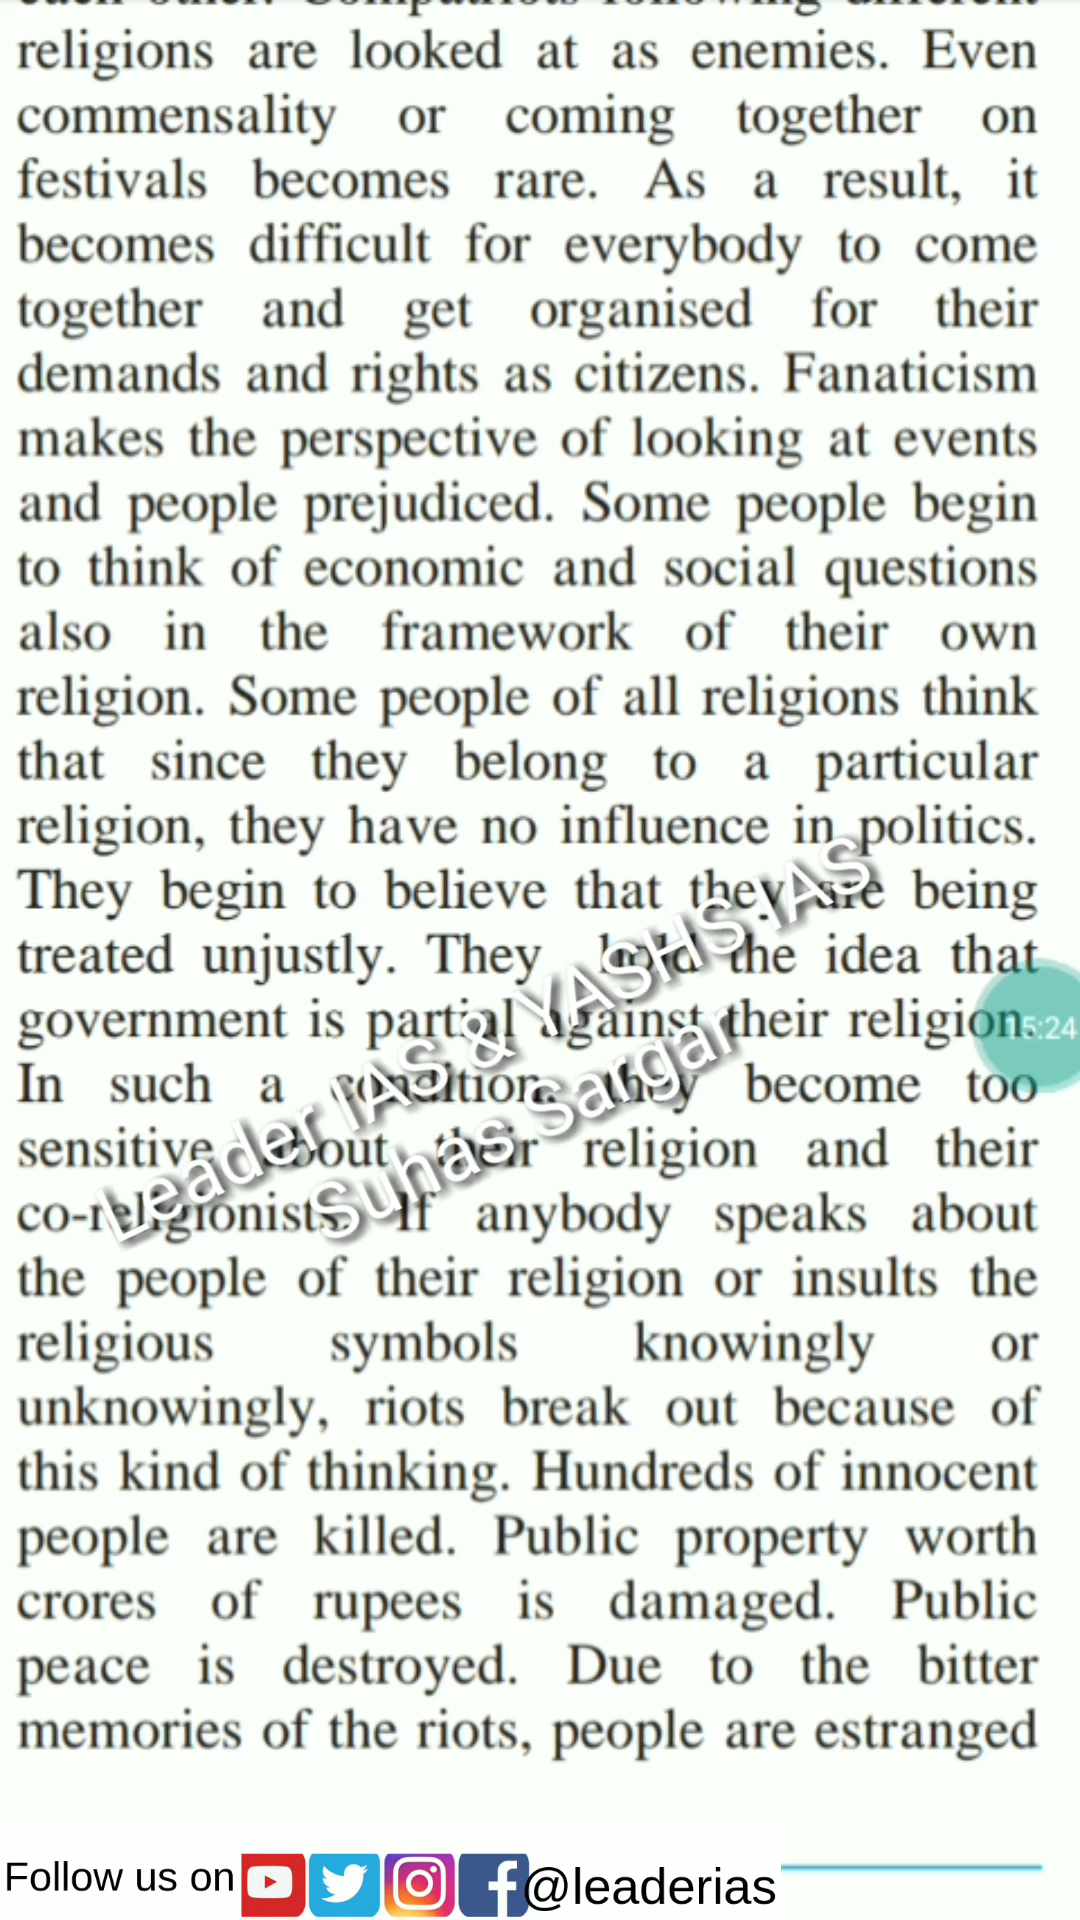 religions are looked at as enemies. Even
commensality or coming together on
festivals becomes rare. As a result, it
becomes difficult for everybody to come
together and get organised for their
demands and rights as citizens. Fanaticism
makes the perspective of looking at events
and people prejudiced. Some people begin
to think of economic and social questions
also in the framework of their own
religion. Some people of all religions think
that since they belong to a particular
religion, they have no influence in politics.
They begin to believe that they are being
treated unjustly. They hold the idea that
government is partial against their religion.
In such a condition, they become too
sensitive about their religion and their
co-religionists. If anybody speaks about
the people of their religion or insults the
religious symbols knowingly or
unknowingly, riots break out because of
this kind of thinking. Hundreds of innocent
people are killed. Public property worth
crores of rupees is damaged. Public
peace is destroyed. Due to the bitter
memories of the riots, people are estranged
Leader IAS & YASHS IAS
Suhas Sargar
15:24
Follow us on @leaderias